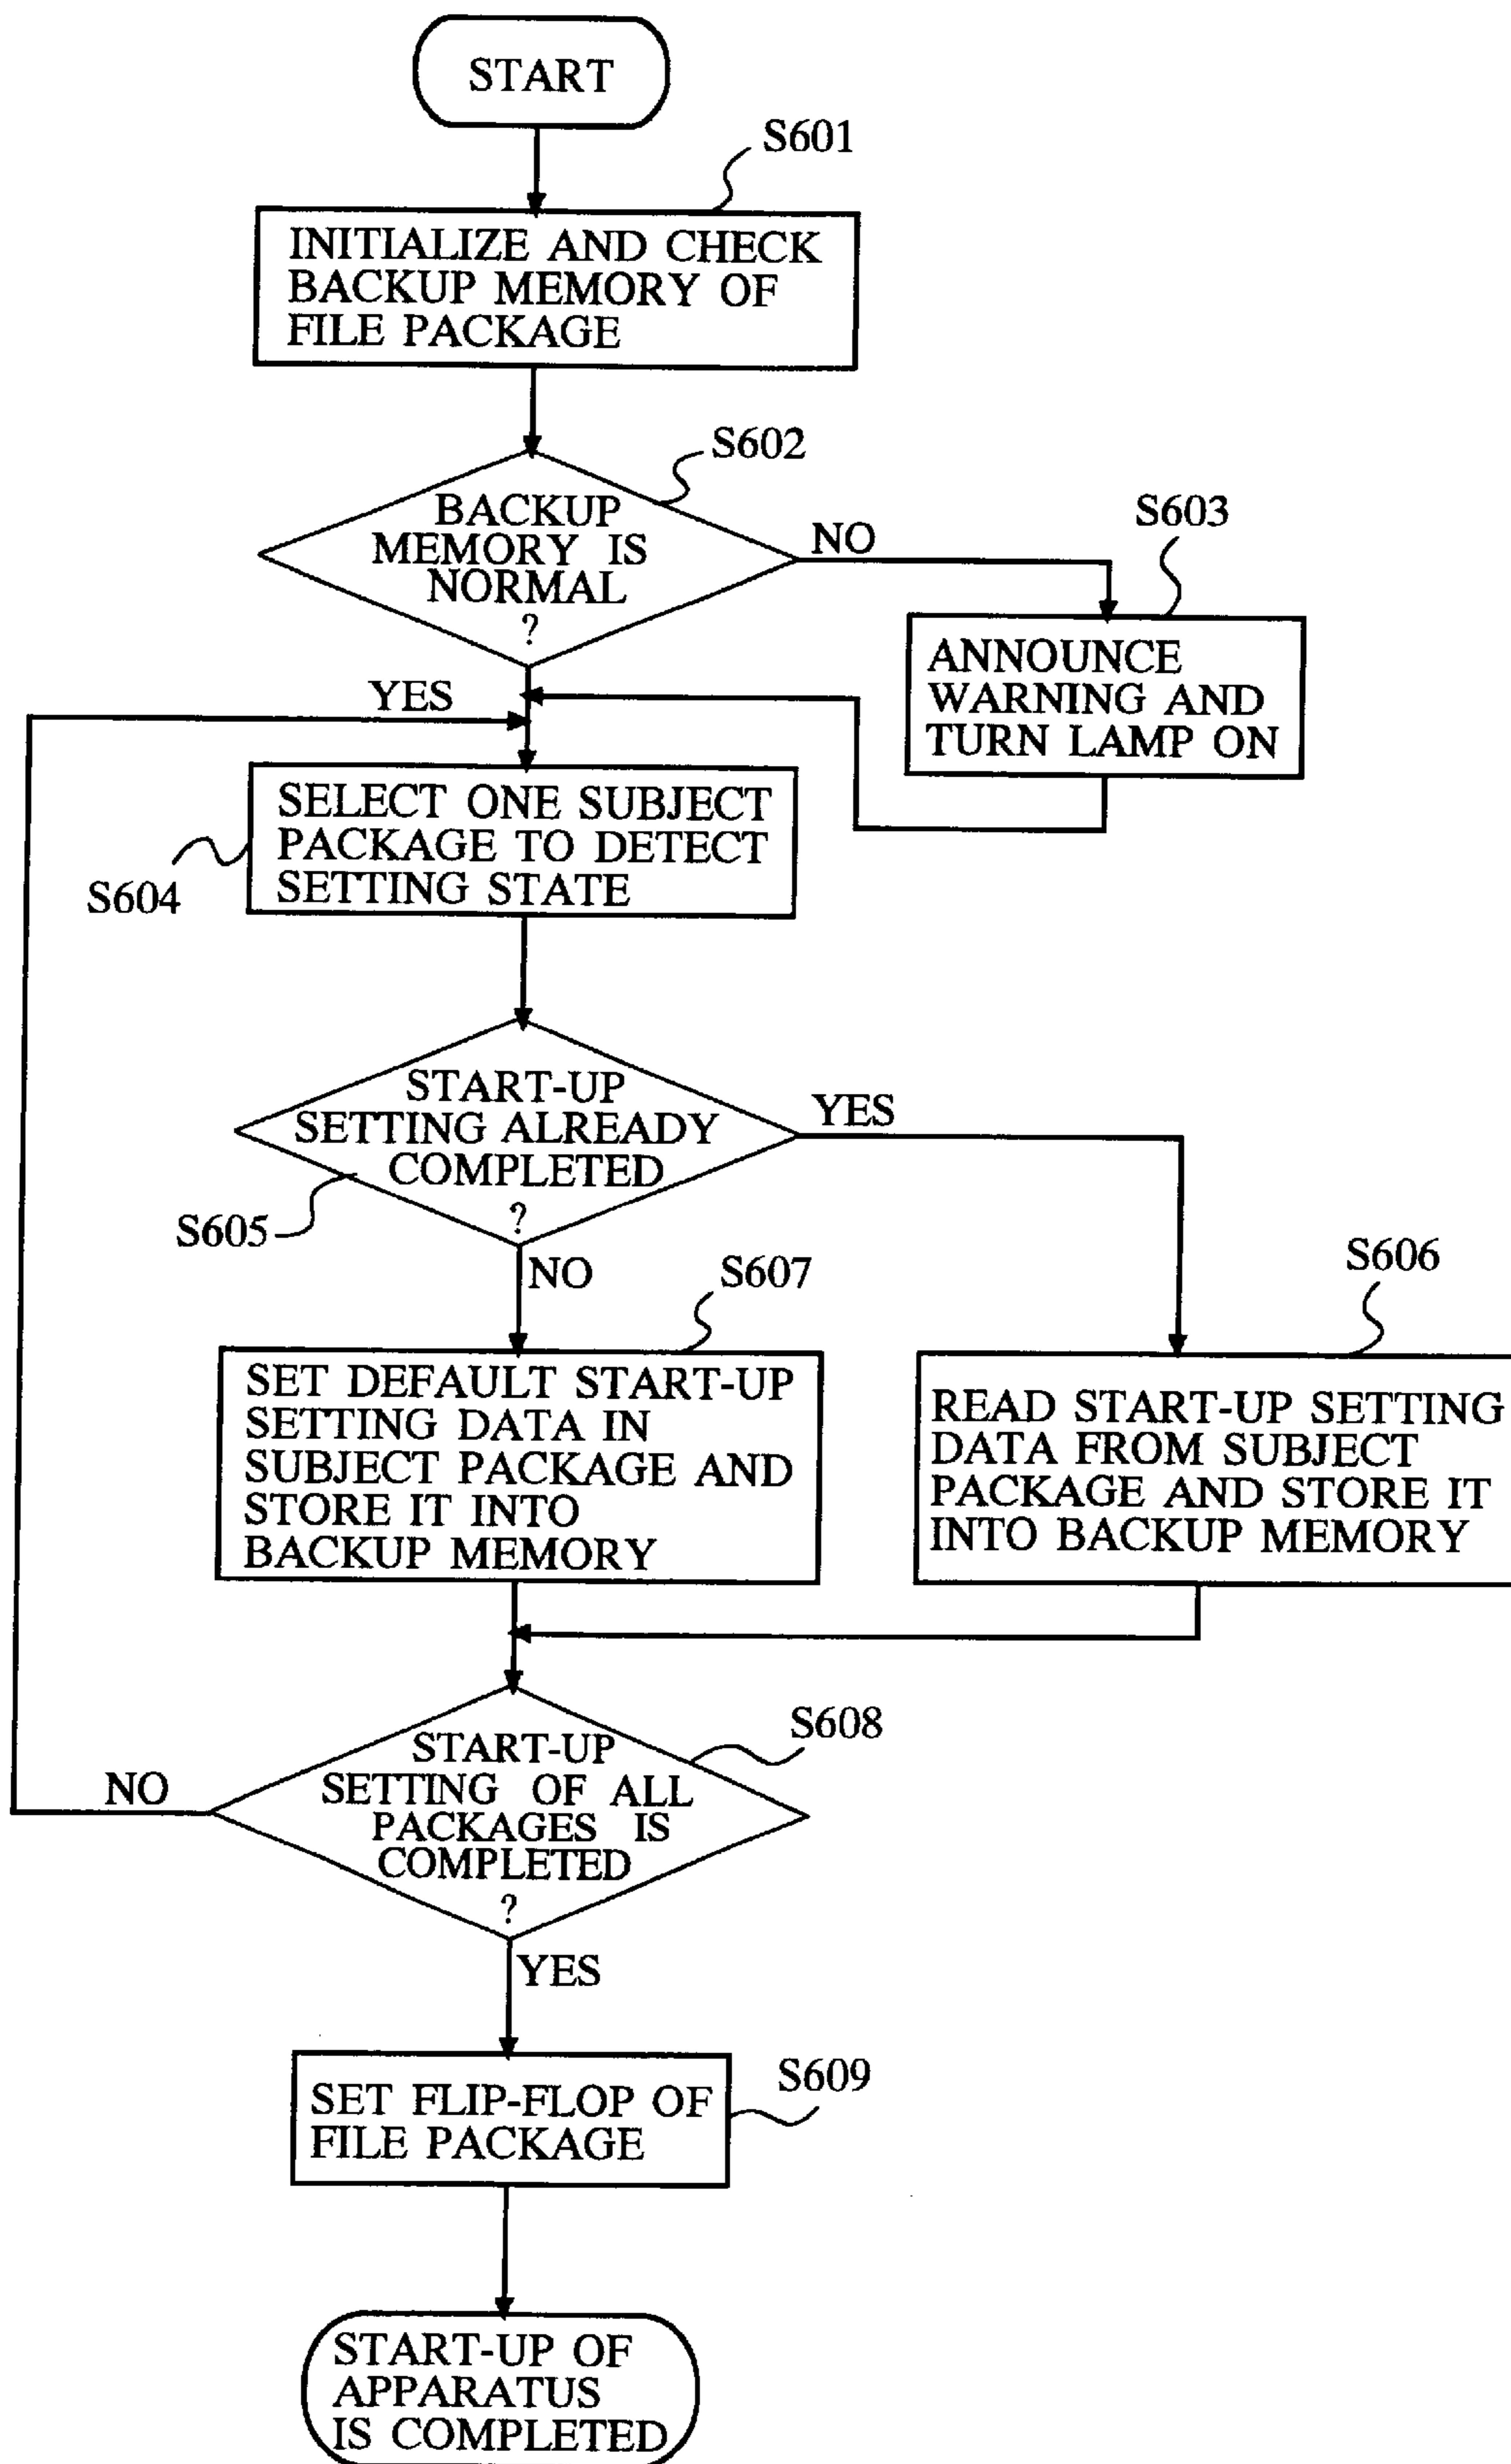 START
S601
INITIALIZE AND CHECK
BACKUP MEMORY OF
FILE PACKAGE
S602
BACKUP
MEMORY IS
NORMAL
?
NO
S603
ANNOUNCE
WARNING AND
TURN LAMP ON
YES
SELECT ONE SUBJECT
PACKAGE TO DETECT
SETTING STATE
S604
START-UP
SETTING ALREADY
COMPLETED
?
YES
S605
NO
S607
S606
SET DEFAULT START-UP
SETTING DATA IN
SUBJECT PACKAGE AND
STORE IT INTO
BACKUP MEMORY
READ START-UP SETTING
DATA FROM SUBJECT
PACKAGE AND STORE IT
INTO BACKUP MEMORY
S608
START-UP
SETTING OF ALL
PACKAGES IS
COMPLETED
?
NO
YES
S609
SET FLIP-FLOP OF
FILE PACKAGE
START-UP OF
APPARATUS
IS COMPLETED